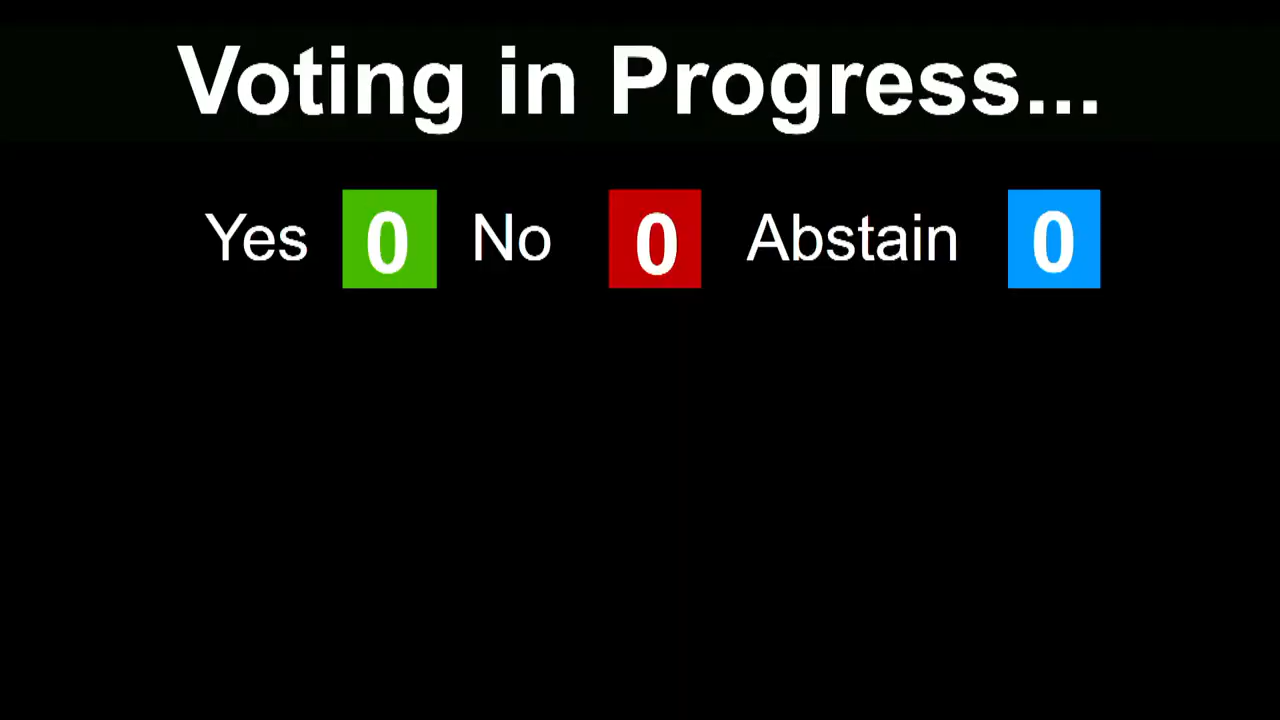 Voting in Progress...
Yes 0 No 0 Abstain 0